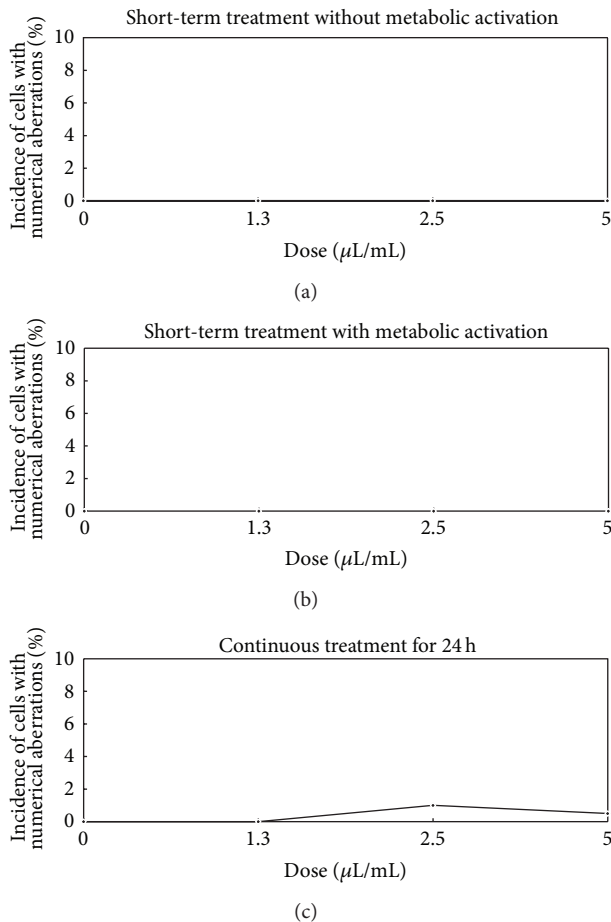 Short-term treatment without metabolic activation
Incidence of cells with
numerical aberrations (%)
10
8
6
4
2
0
0 1.3 2.5 5
Dose (μL/mL)
(a)
Short-term treatment with metabolic activation
Incidence of cells with
numerical aberrations (%)
10
8
6
4
2
0
0 1.3 2.5 5
Dose (μL/mL)
(b)
Continuous treatment for 24 h
Incidence of cells with
numerical aberrations (%)
10
8
6
4
2
0
0 1.3 2.5 5
Dose (μL/mL)
(c)